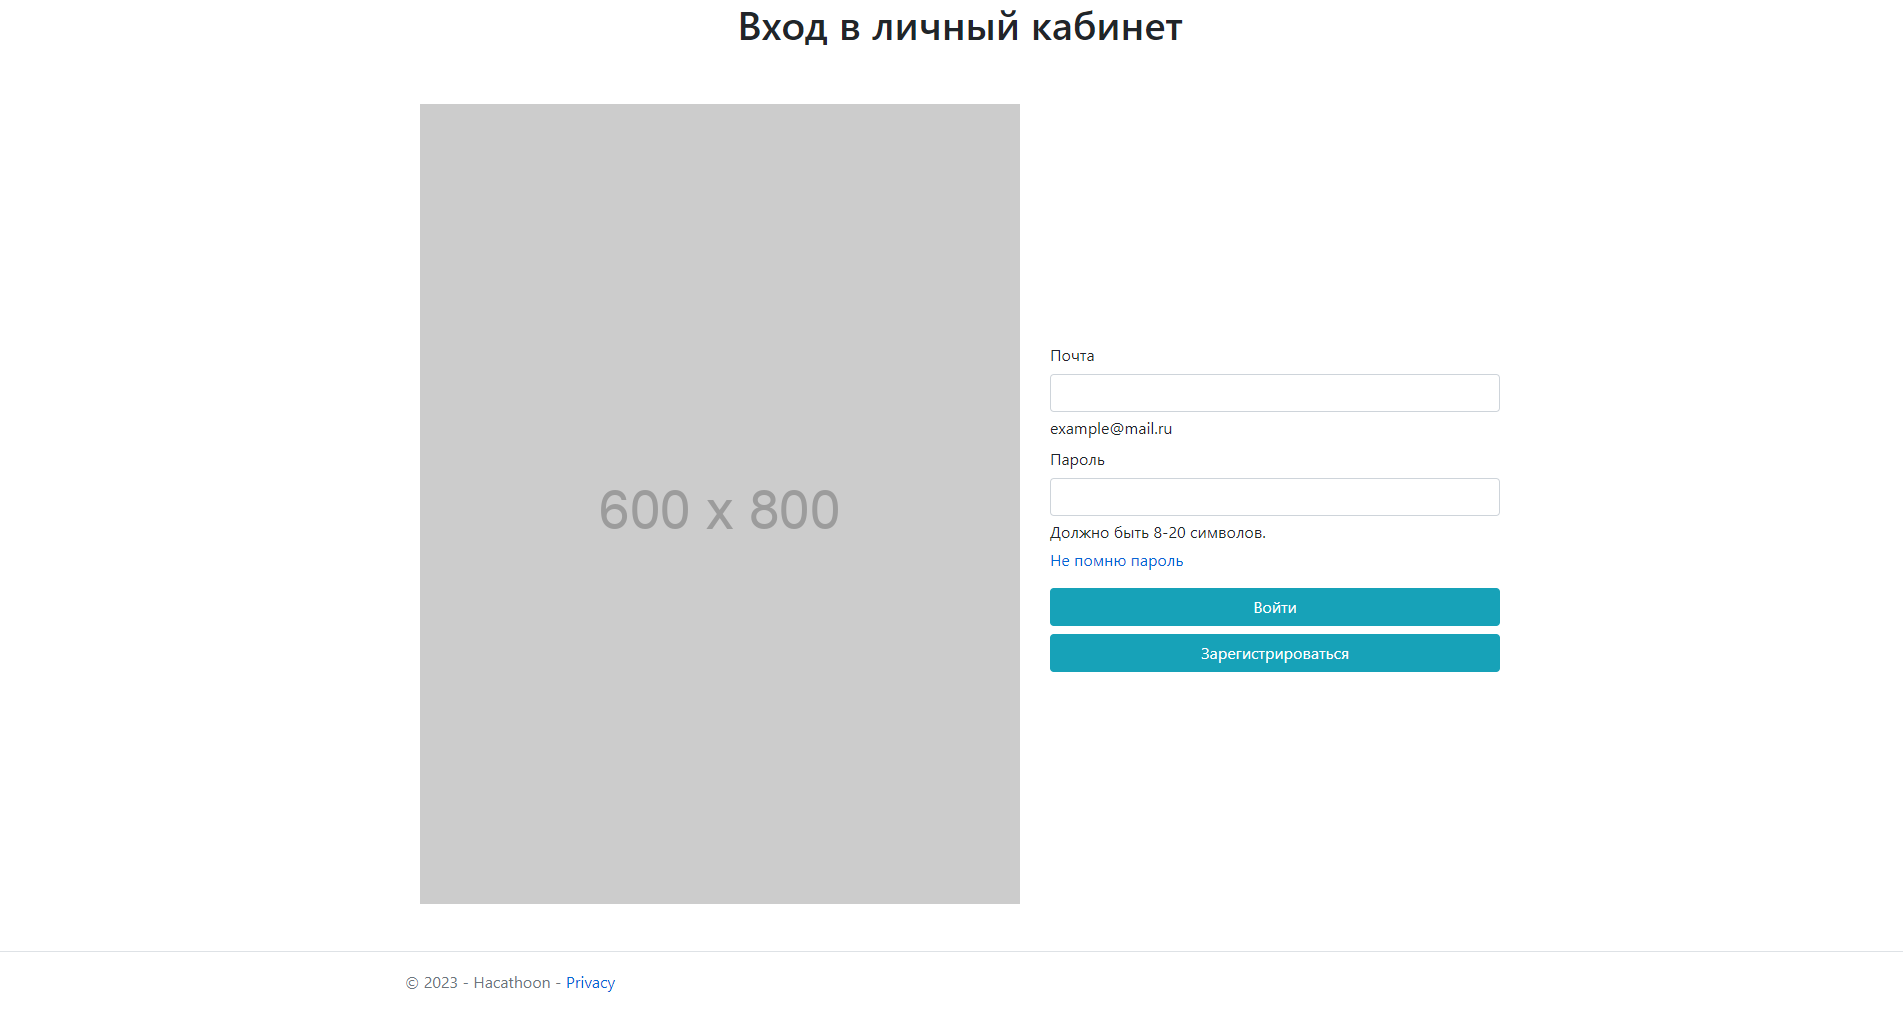 Вход в личный кабинет
600 x 800
Почта
example@mail.ru
Пароль
Должно быть 8-20 символов.
Не помню пароль
Войти
Зарегистрироваться
© 2023 - Hacathoon - Privacy